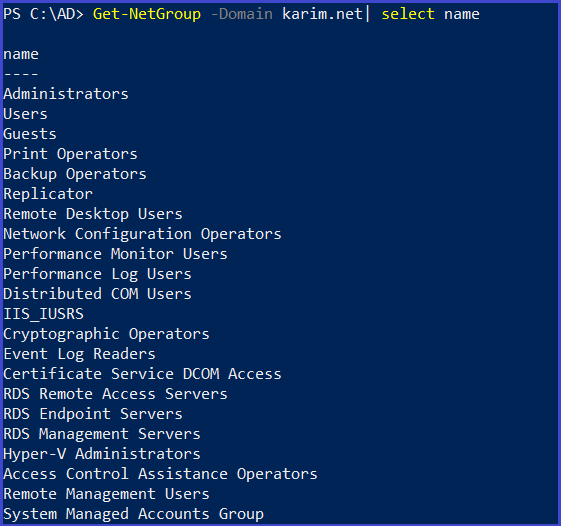 PS C:\AD> Get-NetGroup -Domain karim.net| select name
name
----
Administrators
Users
Guests
Print Operators
Backup Operators
Replicator
Remote Desktop Users
Network Configuration Operators
Performance Monitor Users
Performance Log Users
Distributed COM Users
IIS_IUSRS
Cryptographic Operators
Event Log Readers
Certificate Service DCOM Access
RDS Remote Access Servers
RDS Endpoint Servers
RDS Management Servers
Hyper-V Administrators
Access Control Assistance Operators
Remote Management Users
System Managed Accounts Group